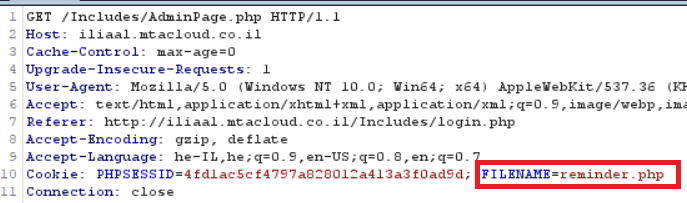 1 GET /Includes/AdminPage.php HTTP/1.1
2 Host: iliaal.mtacloud.co.il
3 Cache-Control: max-age=0
4 Upgrade-Insecure-Requests: 1
5 User-Agent: Mozilla/5.0 (Windows NT 10.0; Win64; x64) AppleWebKit/537.36 (KH
6 Accept: text/html,application/xhtml+xml,application/xml;q=0.9,image/webp,ima
7 Referer: http://iliaal.mtacloud.co.il/Includes/login.php
8 Accept-Encoding: gzip, deflate
9 Accept-Language: he-IL,he;q=0.9,en-US;q=0.8,en;q=0.7
10 Cookie: PHPSESSID=4fd1ac5cf4797a828012a413a3f0ad9d; FILENAME=reminder.php
11 Connection: close